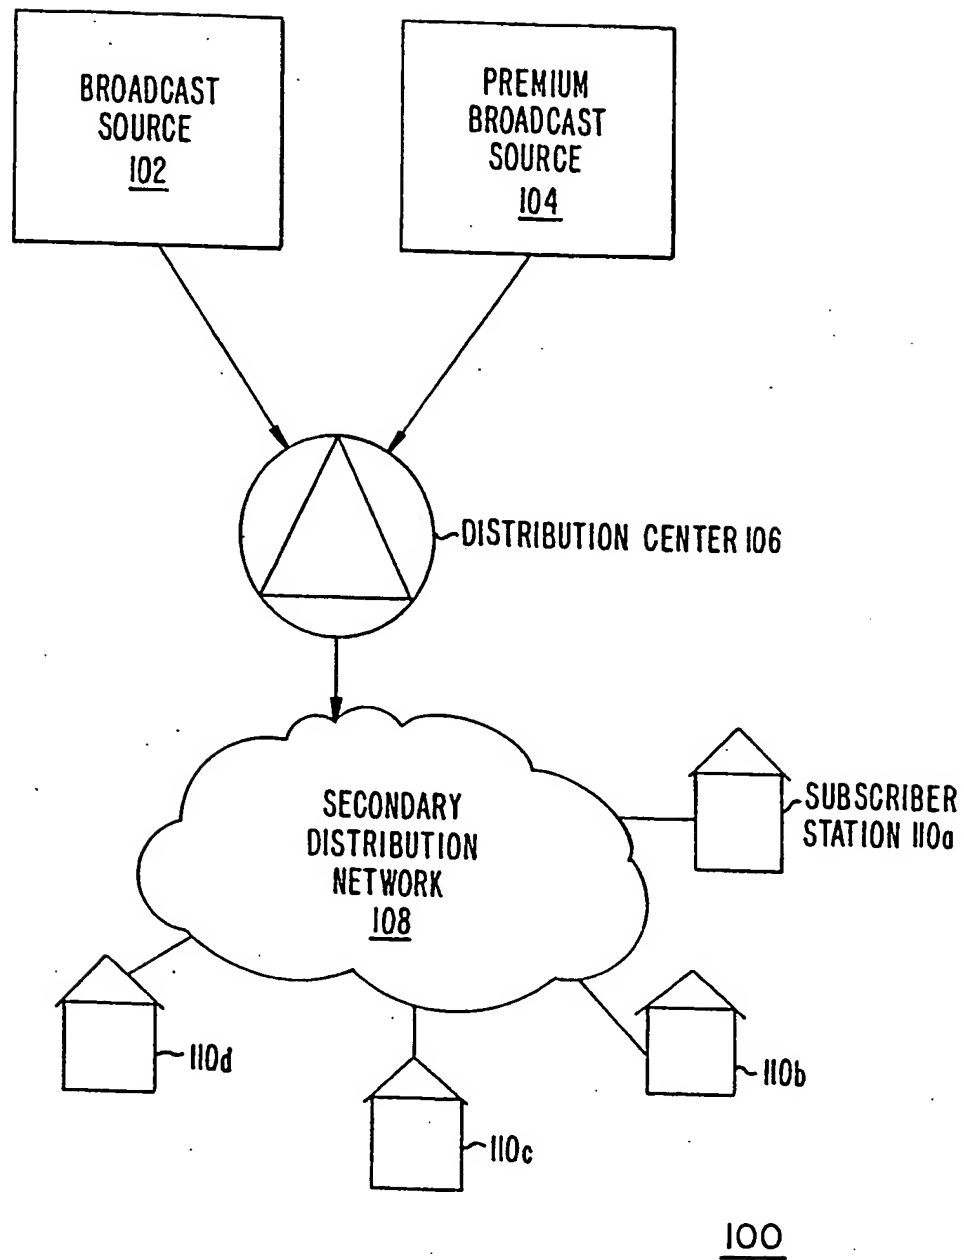 BROADCAST
SOURCE
102
PREMIUM
BROADCAST
SOURCE
104
DISTRIBUTION CENTER 106
SECONDARY
DISTRIBUTION
NETWORK
108
SUBSCRIBER
STATION 110a
110d
110b
110c
100